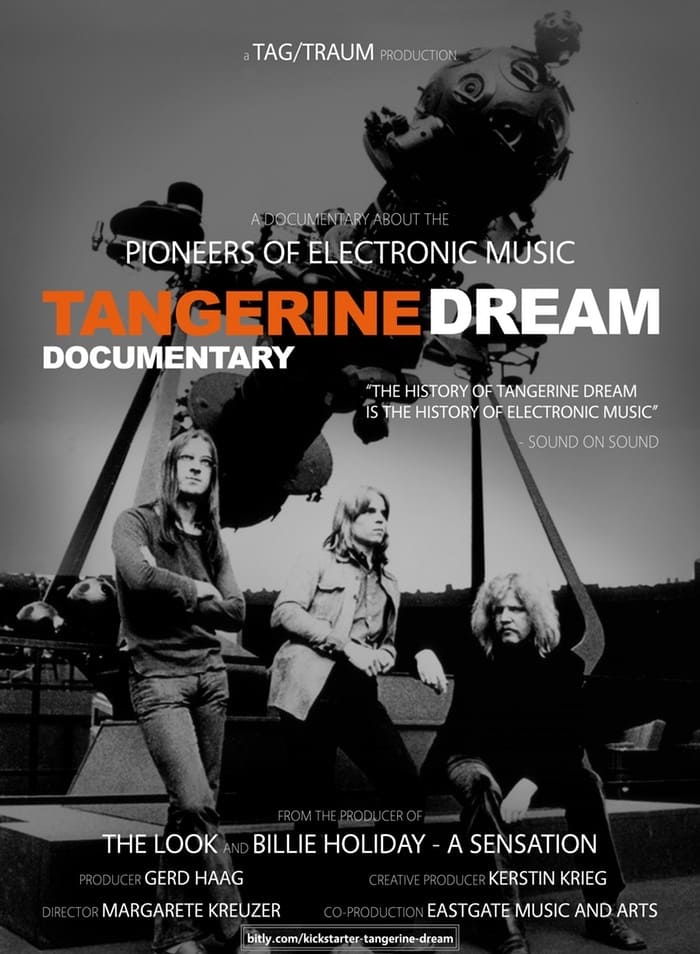 a TAG/TRAUM PRODUCTION
A DOCUMENTARY ABOUT THE
PIONEERS OF ELECTRONIC MUSIC
TANGERINE DREAM
DOCUMENTARY
“THE HISTORY OF TANGERINE DREAM
IS THE HISTORY OF ELECTRONIC MUSIC”
- SOUND ON SOUND
FROM THE PRODUCER OF
THE LOOK AND BILLIE HOLIDAY - A SENSATION
PRODUCER GERD HAAG CREATIVE PRODUCER KERSTIN KRIEG
DIRECTOR MARGARETE KREUZER CO-PRODUCTION EASTGATE MUSIC AND ARTS
bitly.com/kickstarter-tangerine-dream